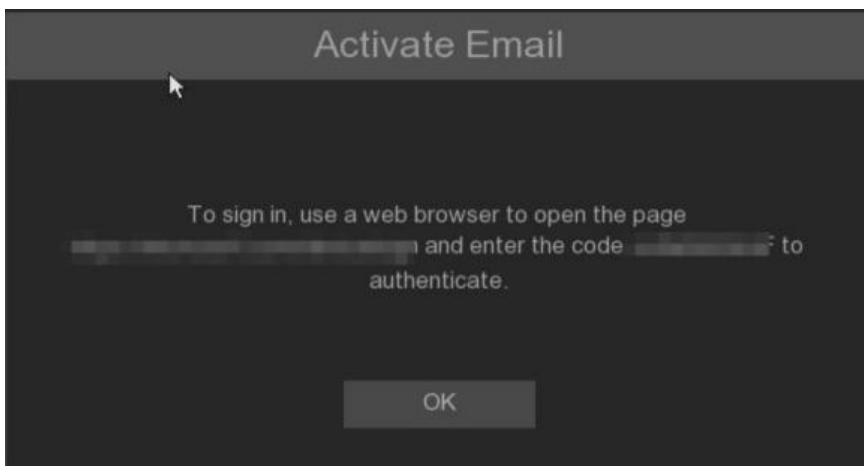 Activate Email
To sign in, use a web browser to open the page
and enter the code to
authenticate.
OK